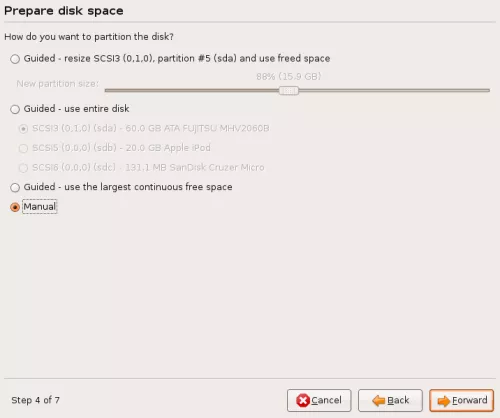 Prepare disk space
How do you want to partition the disk?
Guided - resize SCSI3 (0,1,0), partition #5 (sda) and use freed space
88% (15.9 GB)
New partition size:
Guided - use entire disk
SCSI3 (0,1,0) (sda) - 60.0 GB ATA FUJITSU MHV2060B
SCSI5 (0,0,0) (sdb) - 20.0 GB Apple iPod
SCSI6 (0,0,0) (sdc) - 131.1 MB SanDisk Cruzer Micro
Guided - use the largest continuous free space
Manual
Step 4 of 7
Cancel
Back
Forward